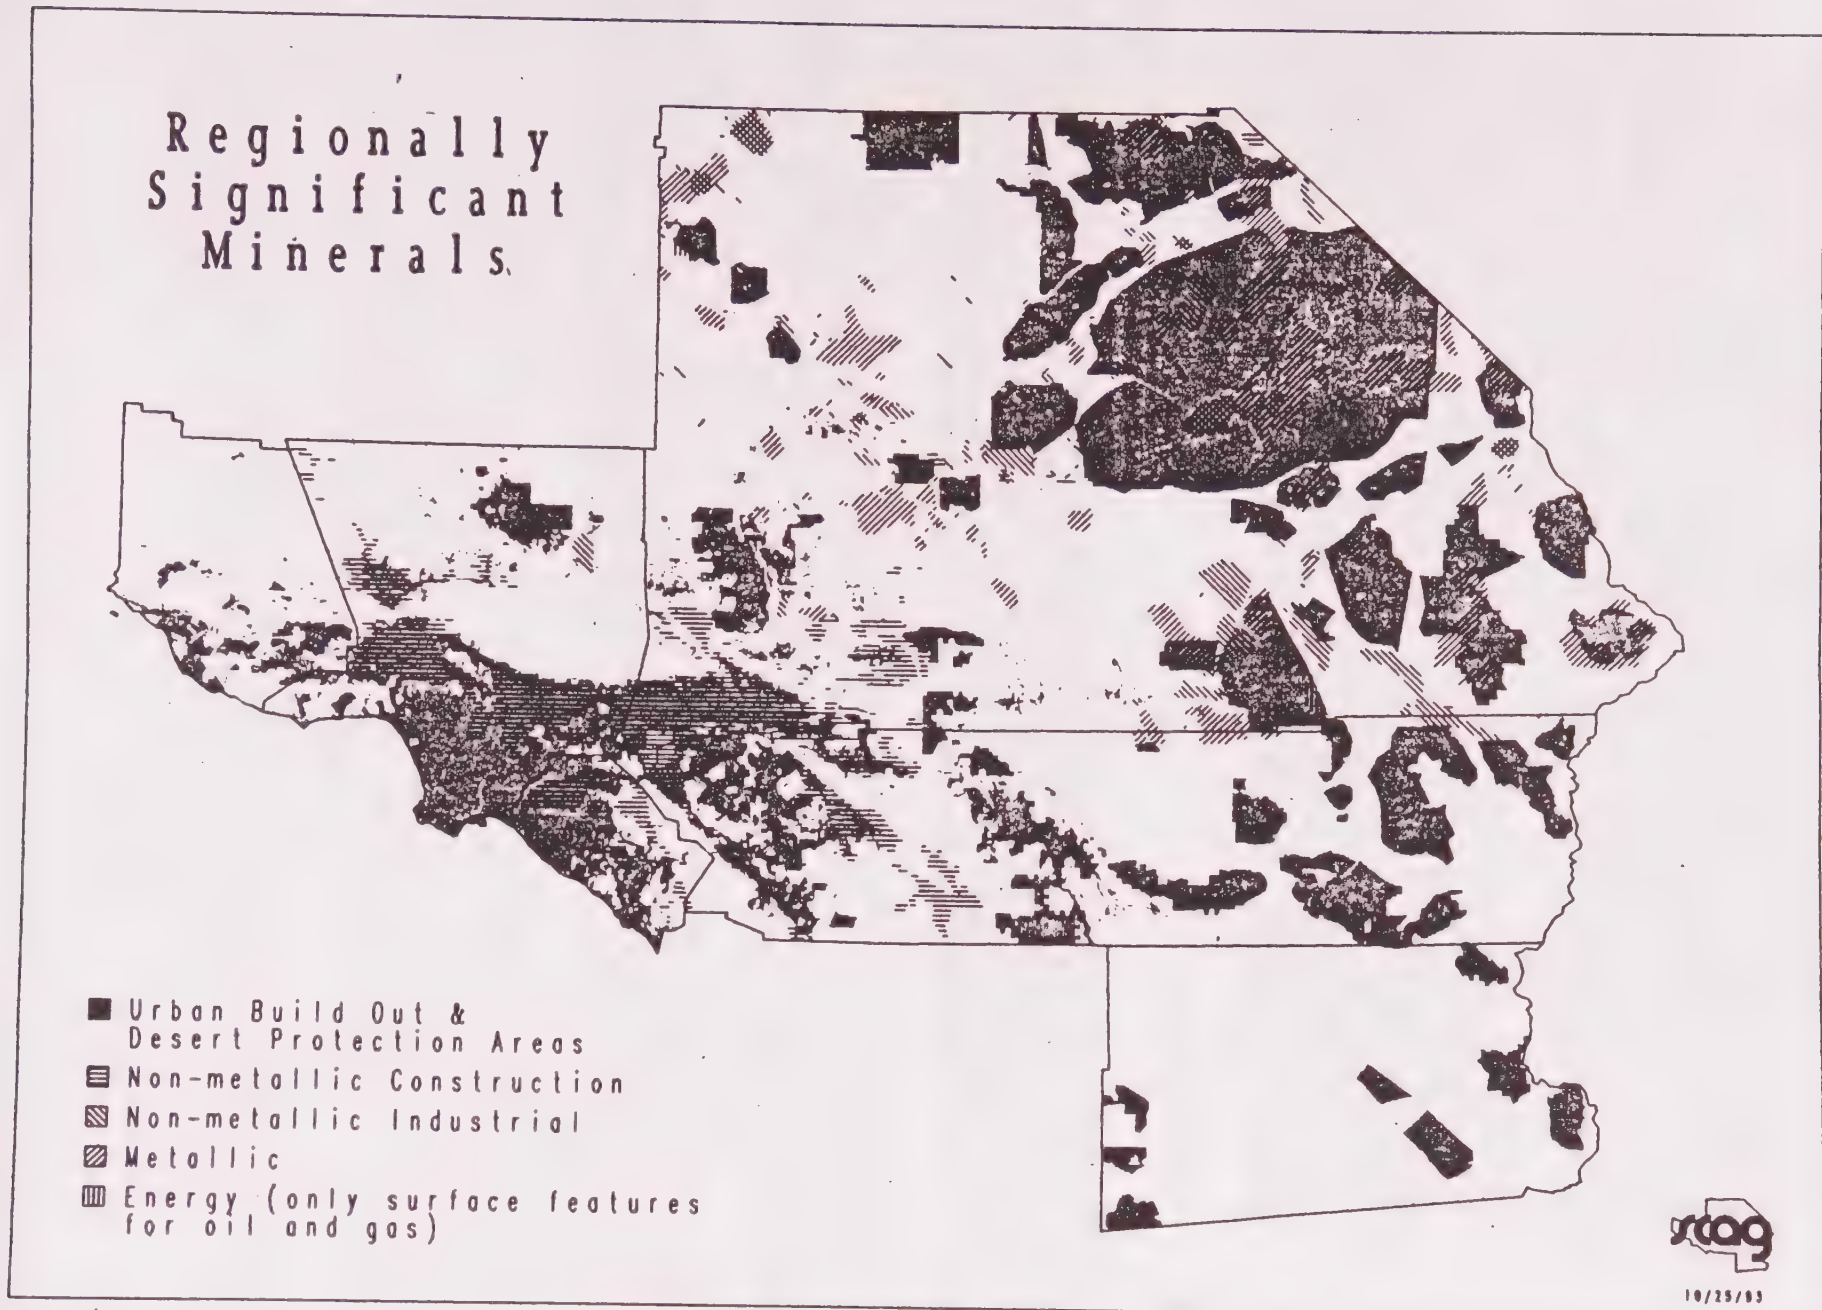 Regionally
Significant
Minerals
Urban Build Out &
Desert Protection Areas
Non-metallic Construction
Non-metallic Industrial
Metallic
Energy (only surface features
for oil and gas)
scag
10/25/93